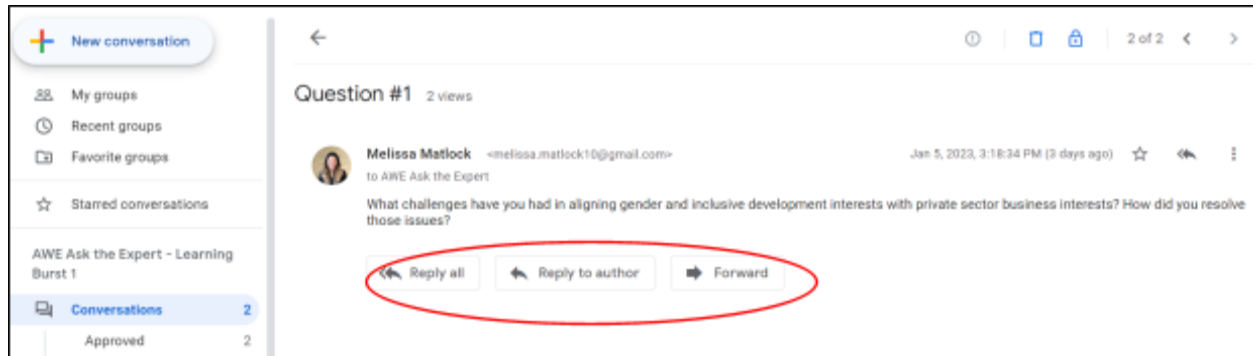 New conversation
2 of 2
My groups
Recent groups
Favorite groups
Starred conversations
AWE Ask the Expert - Learning
Burst 1
Conversations 2
Approved 2
Question #1 2 views
Melissa Matlock <melissa.matlock10@gmail.com> Jan 5, 2023, 3:18:34 PM (3 days ago)
to AWE Ask the Expert
What challenges have you had in aligning gender and inclusive development interests with private sector business interests? How did you resolve
those issues?
Reply all Reply to author Forward